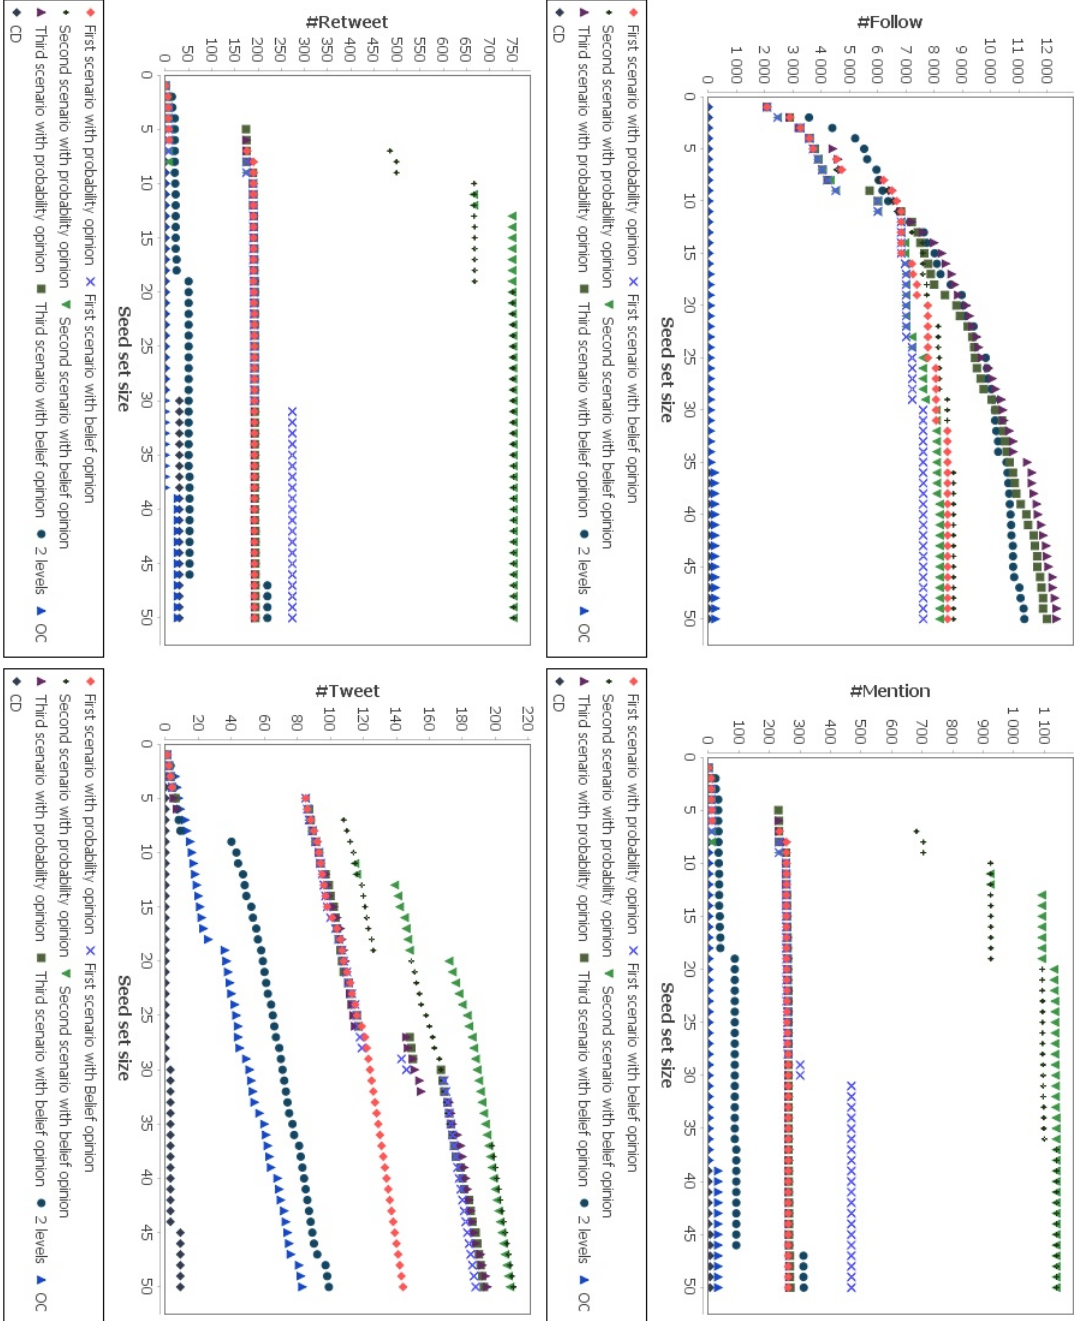 #Follow
12 000
11 000
10 000
9 000
8 000
7 000
6 000
5 000
4 000
3 000
2 000
1 000
0
0 5 10 15 20 25 30 35 40 45 50
Seed set size
First scenario with probability opinion First scenario with Belief opinion
Second scenario with probability opinion Second scenario with belief opinion
Third scenario with probability opinion Third scenario with belief opinion 2 levels OC
CD
#Mention
1 100
1 000
900
800
700
600
500
400
300
200
100
0
0 5 10 15 20 25 30 35 40 45 50
Seed set size
First scenario with probability opinion First scenario with Belief opinion
Second scenario with probability opinion Second scenario with belief opinion
Third scenario with probability opinion Third scenario with belief opinion 2 levels OC
CD
#Retweet
750
700
650
600
550
500
450
400
350
300
250
200
150
100
50
0
0 5 10 15 20 25 30 35 40 45 50
Seed set size
First scenario with probability opinion First scenario with belief opinion
Second scenario with probability opinion Second scenario with belief opinion
Third scenario with probability opinion Third scenario with belief opinion 2 levels OC
CD
#Tweet
220
200
180
160
140
120
100
80
60
40
20
0
0 5 10 15 20 25 30 35 40 45 50
Seed set size
First scenario with probability opinion First scenario with Belief opinion
Second scenario with probability opinion Second scenario with belief opinion
Third scenario with probability opinion Third scenario with belief opinion 2 levels OC
CD